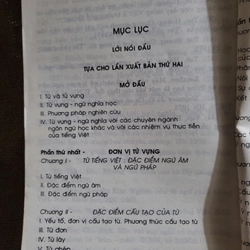 MỤC LỤC
LỜI NÓI ĐẦU
TỰA CHO LẦN XUẤT BẢN THỨ HAI
MỞ ĐẦU
I. Từ và từ vựng
II. Từ vựng - ngữ nghĩa học
III. Phương pháp nghiên cứu
IV. Từ vựng - ngữ nghĩa với các chuyên ngành
ngôn ngữ học khác và với các nhiệm vụ thực tiễn
của tiếng Việt
Phần thứ nhất - ĐƠN VỊ TỪ VỰNG
Chương I - TỪ TIẾNG VIỆT : ĐẶC ĐIỂM NGỮ ÂM
VÀ NGỮ PHÁP
I. Từ tiếng Việt
II. Đặc điểm ngữ âm
III. Đặc điểm ngữ pháp
Chương II - ĐẶC ĐIỂM CẤU TẠO CỦA TỪ
I. Yếu tố, đơn vị cấu tạo từ. Phương thức cấu tạo từ
II. Từ đơn
III. Từ láy
IV. Từ ghép